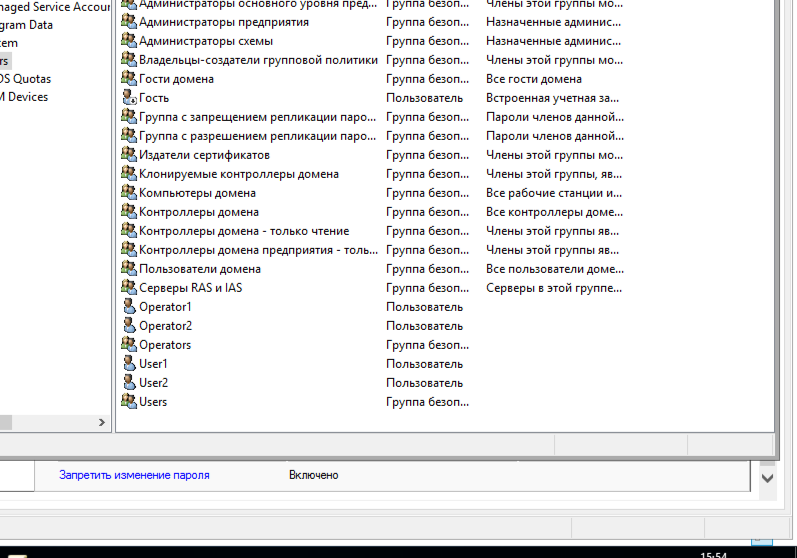 naged Service Accour
gram Data
tem
rs
DS Quotas
M Devices
Администраторы основного уровня пред... Группа безоп... Члены этой группы мо...
Администраторы предприятия Группа безоп... Назначенные админис...
Администраторы схемы Группа безоп... Назначенные админис...
Владельцы-создатели групповой политики Группа безоп... Члены этой группы мо...
Гости домена Группа безоп... Все гости домена
Гость Пользователь Встроенная учетная за...
Группа с запрещением репликации паро... Группа безоп... Пароли членов данной...
Группа с разрешением репликации паро... Группа безоп... Пароли членов данной...
Издатели сертификатов Группа безоп... Члены этой группы мо...
Клонируемые контроллеры домена Группа безоп... Члены этой группы, яв...
Компьютеры домена Группа безоп... Все рабочие станции и...
Контроллеры домена Группа безоп... Все контроллеры доме...
Контроллеры домена - только чтение Группа безоп... Члены этой группы яв...
Контроллеры домена предприятия - толь... Группа безоп... Члены этой группы яв...
Пользователи домена Группа безоп... Все пользователи доме...
Серверы RAS и IAS Группа безоп... Серверы в этой группе...
Operator1 Пользователь
Operator2 Пользователь
Operators Группа безоп...
User1 Пользователь
User2 Пользователь
Users Группа безоп...
Запретить изменение пароля Включено
15:54